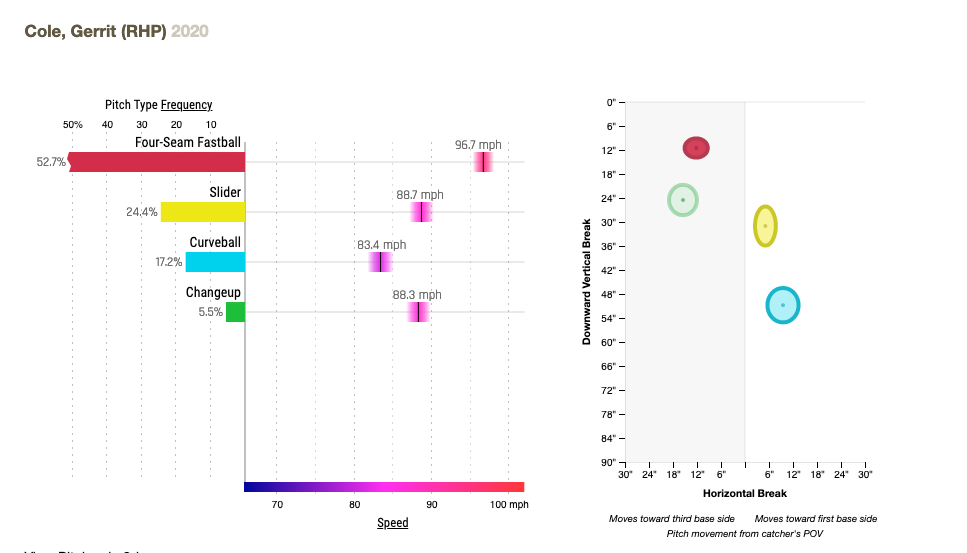 Cole, Gerrit (RHP) 2020
Pitch Type Frequency
50% 40 30 20 10
Four-Seam Fastball
52.7%
96.7 mph
Slider
24.4%
88.7 mph
Curveball
17.2%
83.4 mph
Changeup
5.5%
88.3 mph
70 80 90 100 mph
Speed
0"
6"
12"
18"
24"
30"
36"
42"
48"
54"
60"
66"
72"
78"
84"
90"
Downward Vertical Break
30" 24" 18" 12" 6" 6" 12" 18" 24" 30"
Horizontal Break
Moves toward third base side Moves toward first base side
Pitch movement from catcher's POV